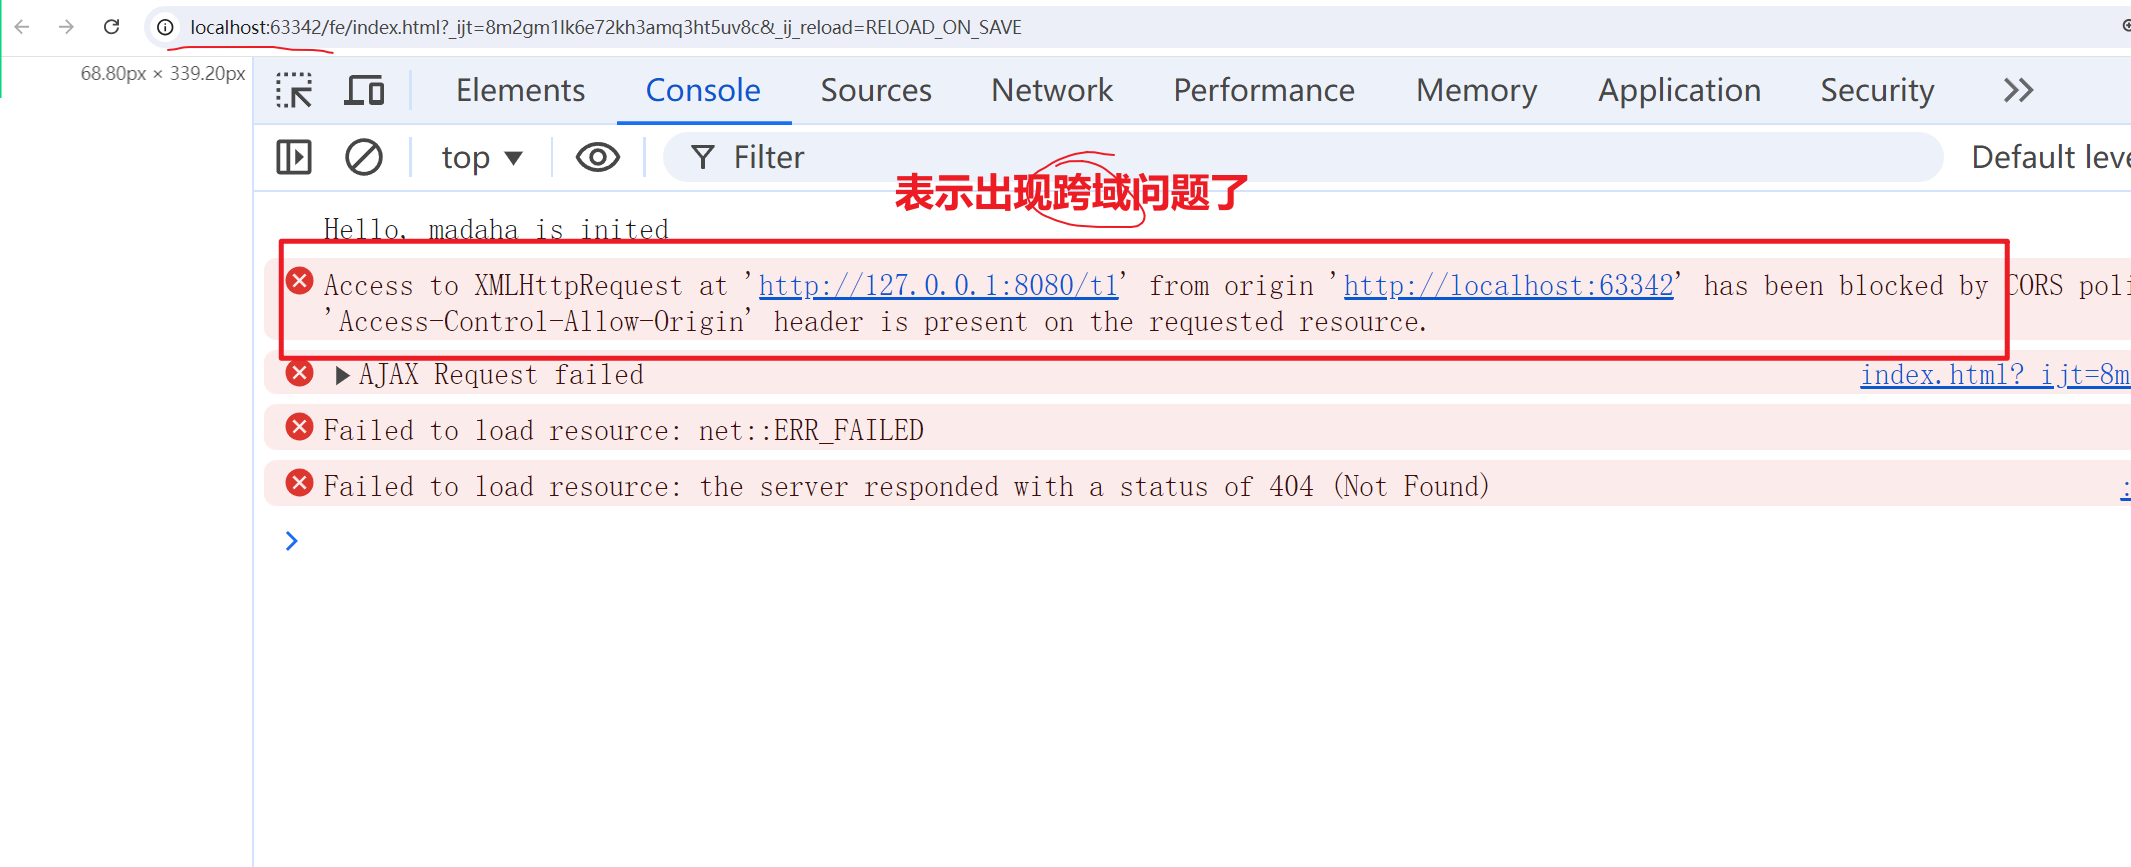 localhost:63342/fe/index.html?_ijt=8m2gm1lk6e72kh3amq3ht5uv8c&_ij_reload=RELOAD_ON_SAVE
68.80px × 339.20px
Elements Console Sources Network Performance Memory Application Security
top Filter Default leve
表示出现跨域问题了
Hello, madaha is inited
Access to XMLHttpRequest at 'http://127.0.0.1:8080/t1' from origin 'http://localhost:63342' has been blocked by CORS poli
'Access-Control-Allow-Origin' header is present on the requested resource.
AJAX Request failed index.html?_ijt=8m
Failed to load resource: net::ERR_FAILED
Failed to load resource: the server responded with a status of 404 (Not Found) :